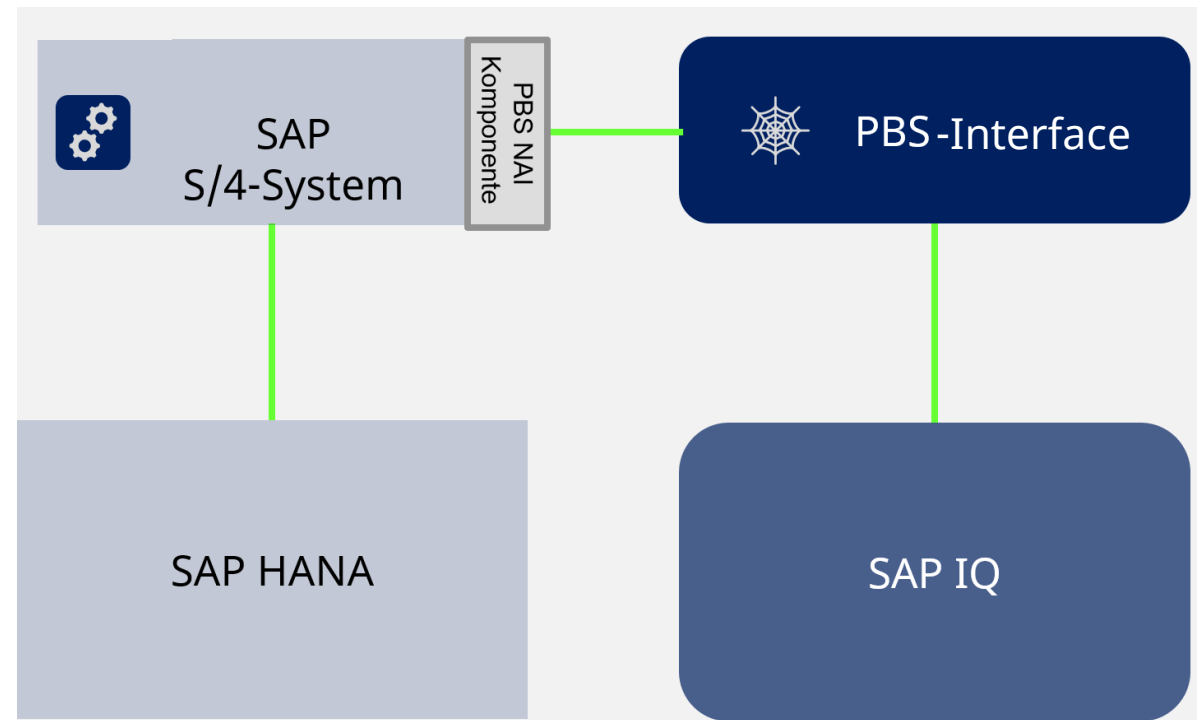 SAP
S/4-System
PBS NAI
Komponente
PBS-Interface
SAP HANA
SAP IQ